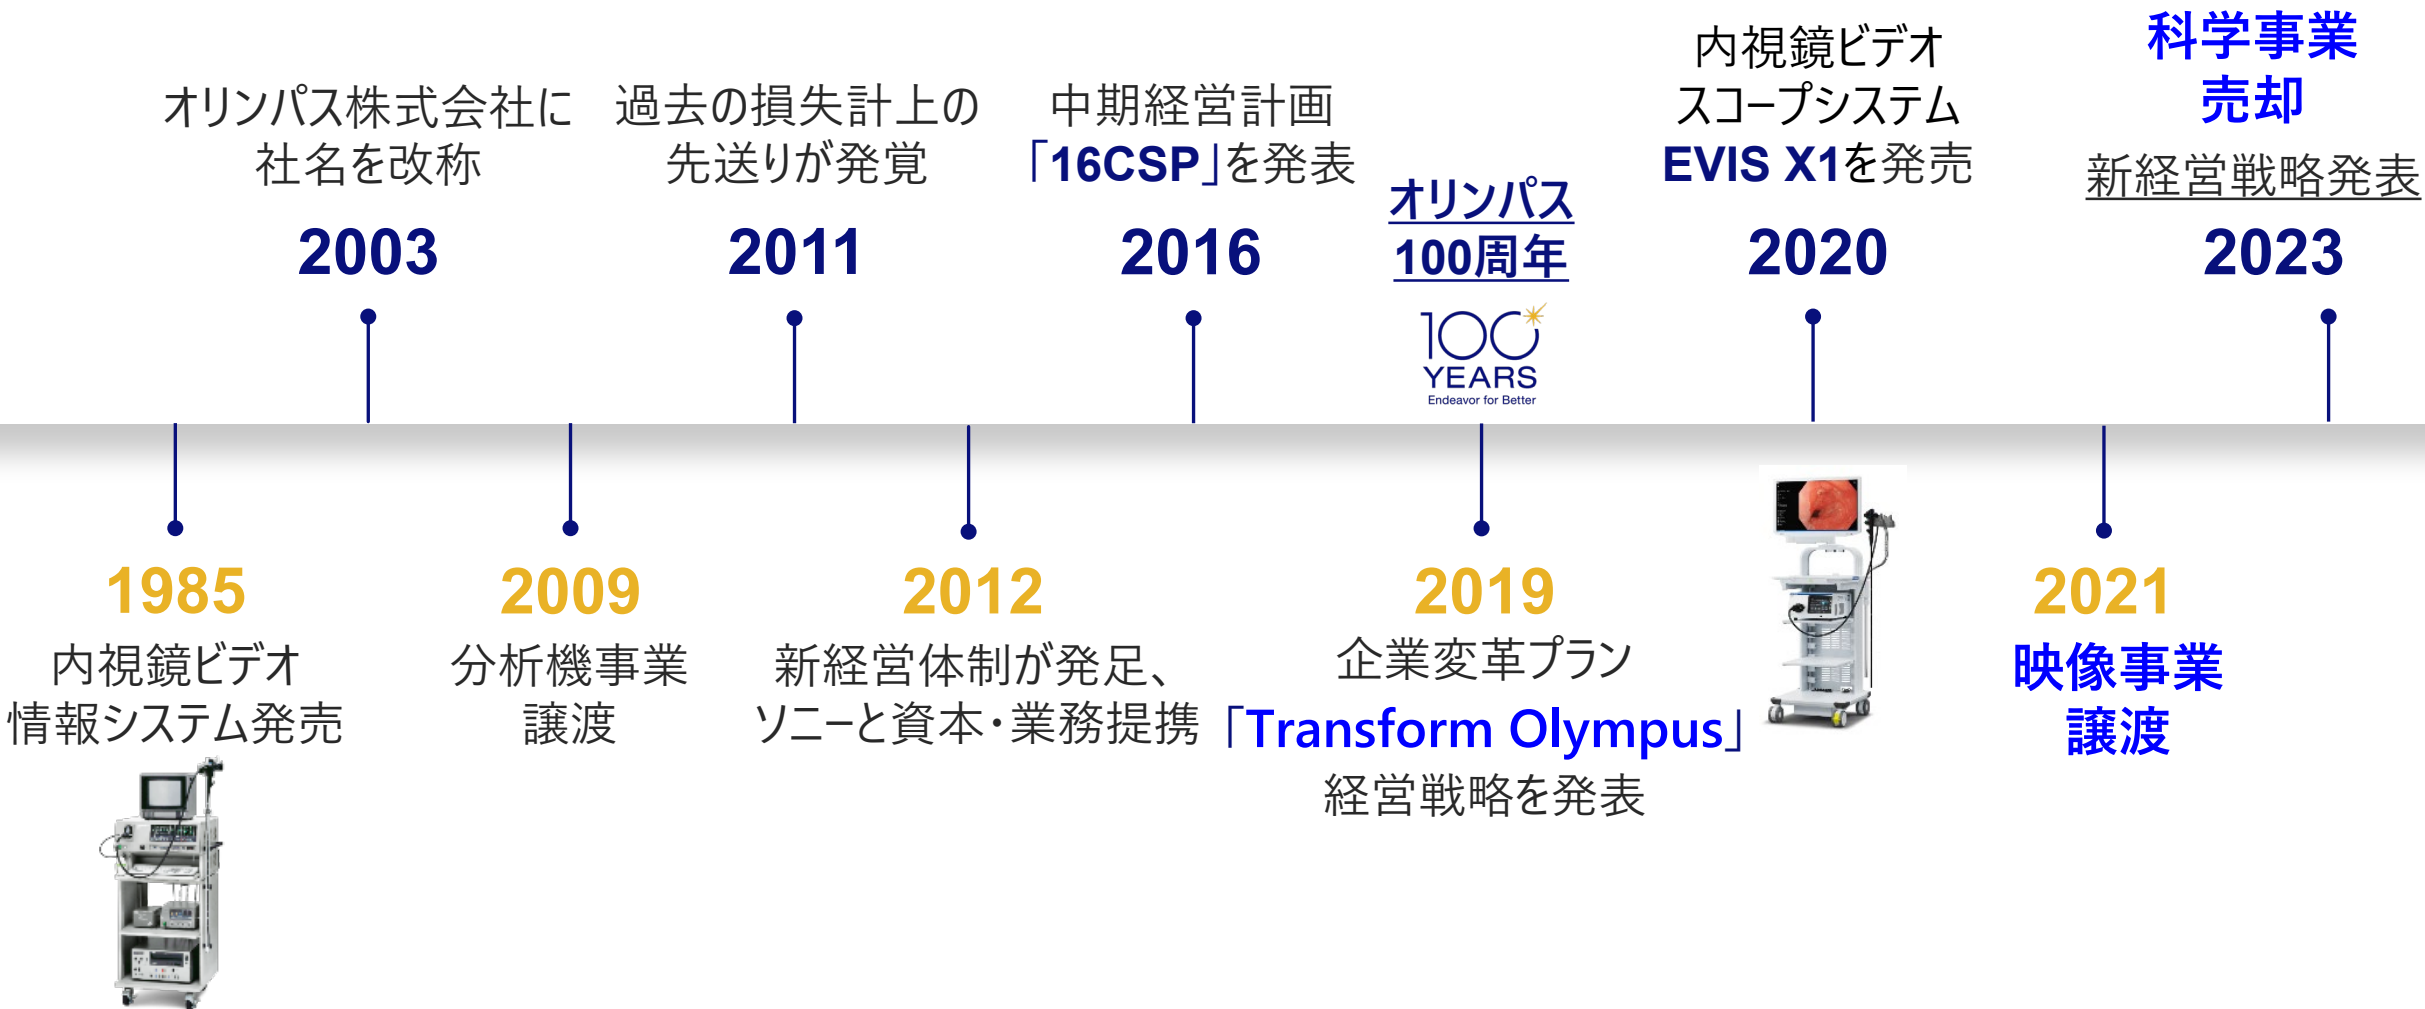 オリンパス株式会社に
社名を改称
2003
過去の損失計上の
先送りが発覚
2011
中期経営計画
「16CSP」を発表
2016
オリンパス
100周年
100
YEARS
Endeavor for Better
内視鏡ビデオ
スコープシステム
EVIS X1を発売
2020
科学事業
売却
新経営戦略発表
2023
1985
内視鏡ビデオ
情報システム発売
2009
分析機事業
譲渡
2012
新経営体制が発足、
ソニーと資本・業務提携
2019
企業変革プラン
「Transform Olympus」
経営戦略を発表
2021
映像事業
譲渡